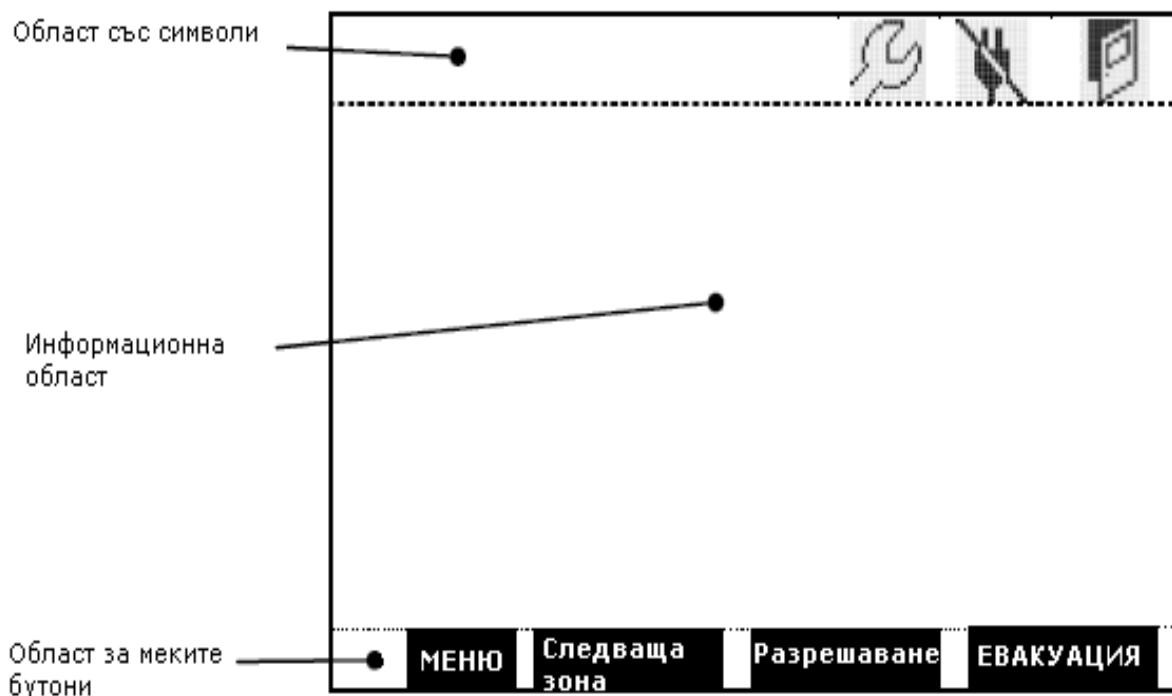 Област със символи
Информационна
област
Област за меките
бутони
МЕНЮ
Следваща
зона
Разрешаване
ЕВАКУАЦИЯ